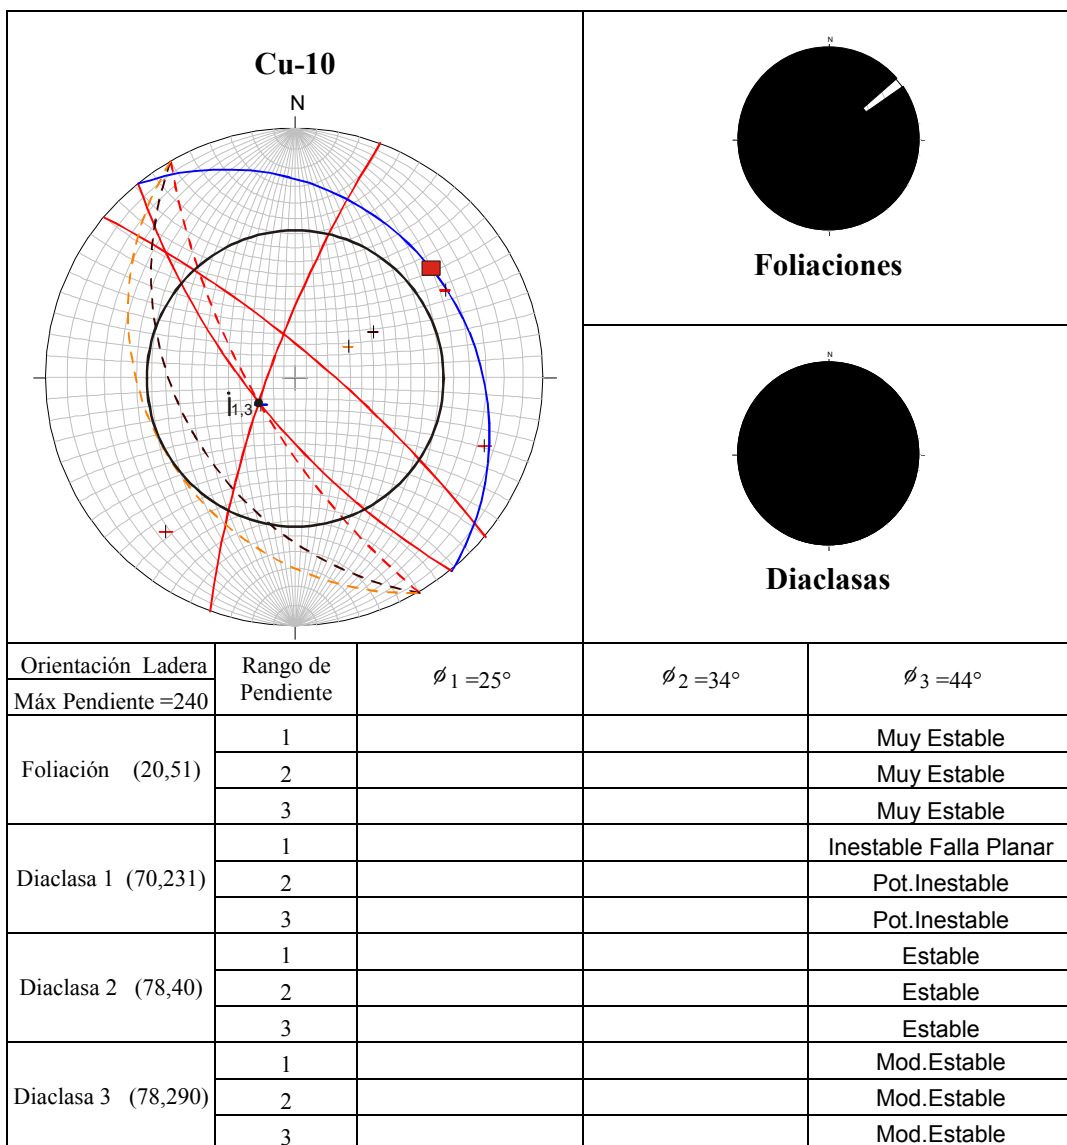 Cu-10
N
i1,3
N
Foliaciones
N
Diaclasas
Orientación Ladera
Máx Pendiente =240
Rango de
Pendiente
ø 1 =25°
ø 2 =34°
ø 3 =44°
Foliación (20,51)
1 Muy Estable
2 Muy Estable
3 Muy Estable
Diaclasa 1 (70,231)
1 Inestable Falla Planar
2 Pot.Inestable
3 Pot.Inestable
Diaclasa 2 (78,40)
1 Estable
2 Estable
3 Estable
Diaclasa 3 (78,290)
1 Mod.Estable
2 Mod.Estable
3 Mod.Estable